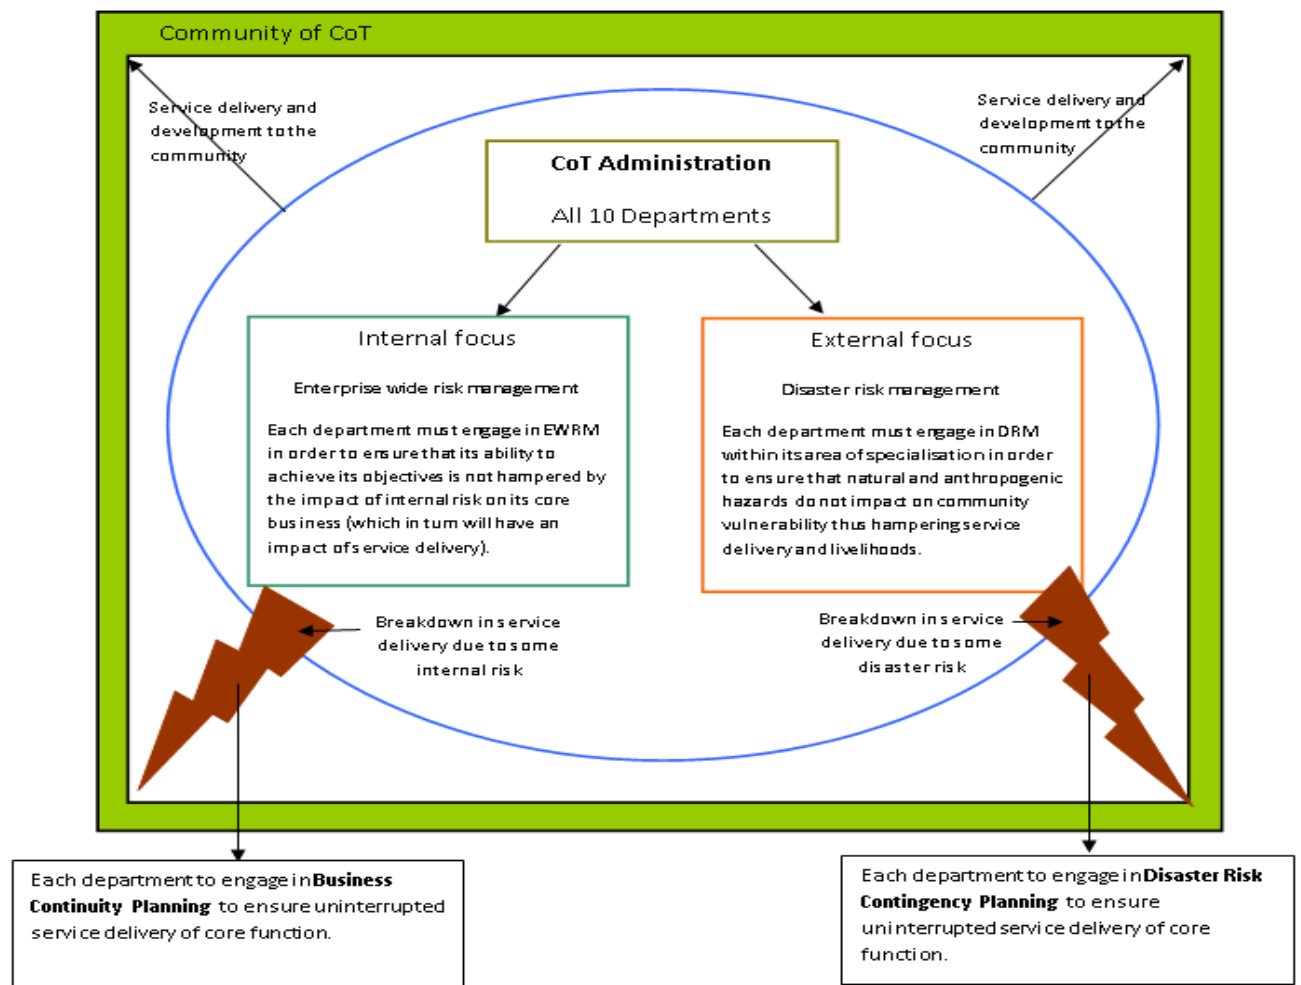 Community of CoT
Service delivery and
development to the
community
Service delivery and
development to the
community
CoT Administration
All 10 Departments
Internal focus
Enterprise wide risk management
Each department must engage in EWRM
in order to ensure that its ability to
achieve its objectives is not hampered by
the impact of internal risk on its core
business (which in turn will have an
impact of service delivery).
External focus
Disaster risk management
Each department must engage in DRM
within its area of specialisation in order
to ensure that natural and anthropogenic
hazards do not impact on community
vulnerability thus hampering service
delivery and livelihoods.
Breakdown in service
delivery due to some
internal risk
Breakdown in service
delivery due to some
disaster risk
Each department to engage in Business
Continuity Planning to ensure uninterrupted
service delivery of core function.
Each department to engage in Disaster Risk
Contingency Planning to ensure
uninterrupted service delivery of core
function.